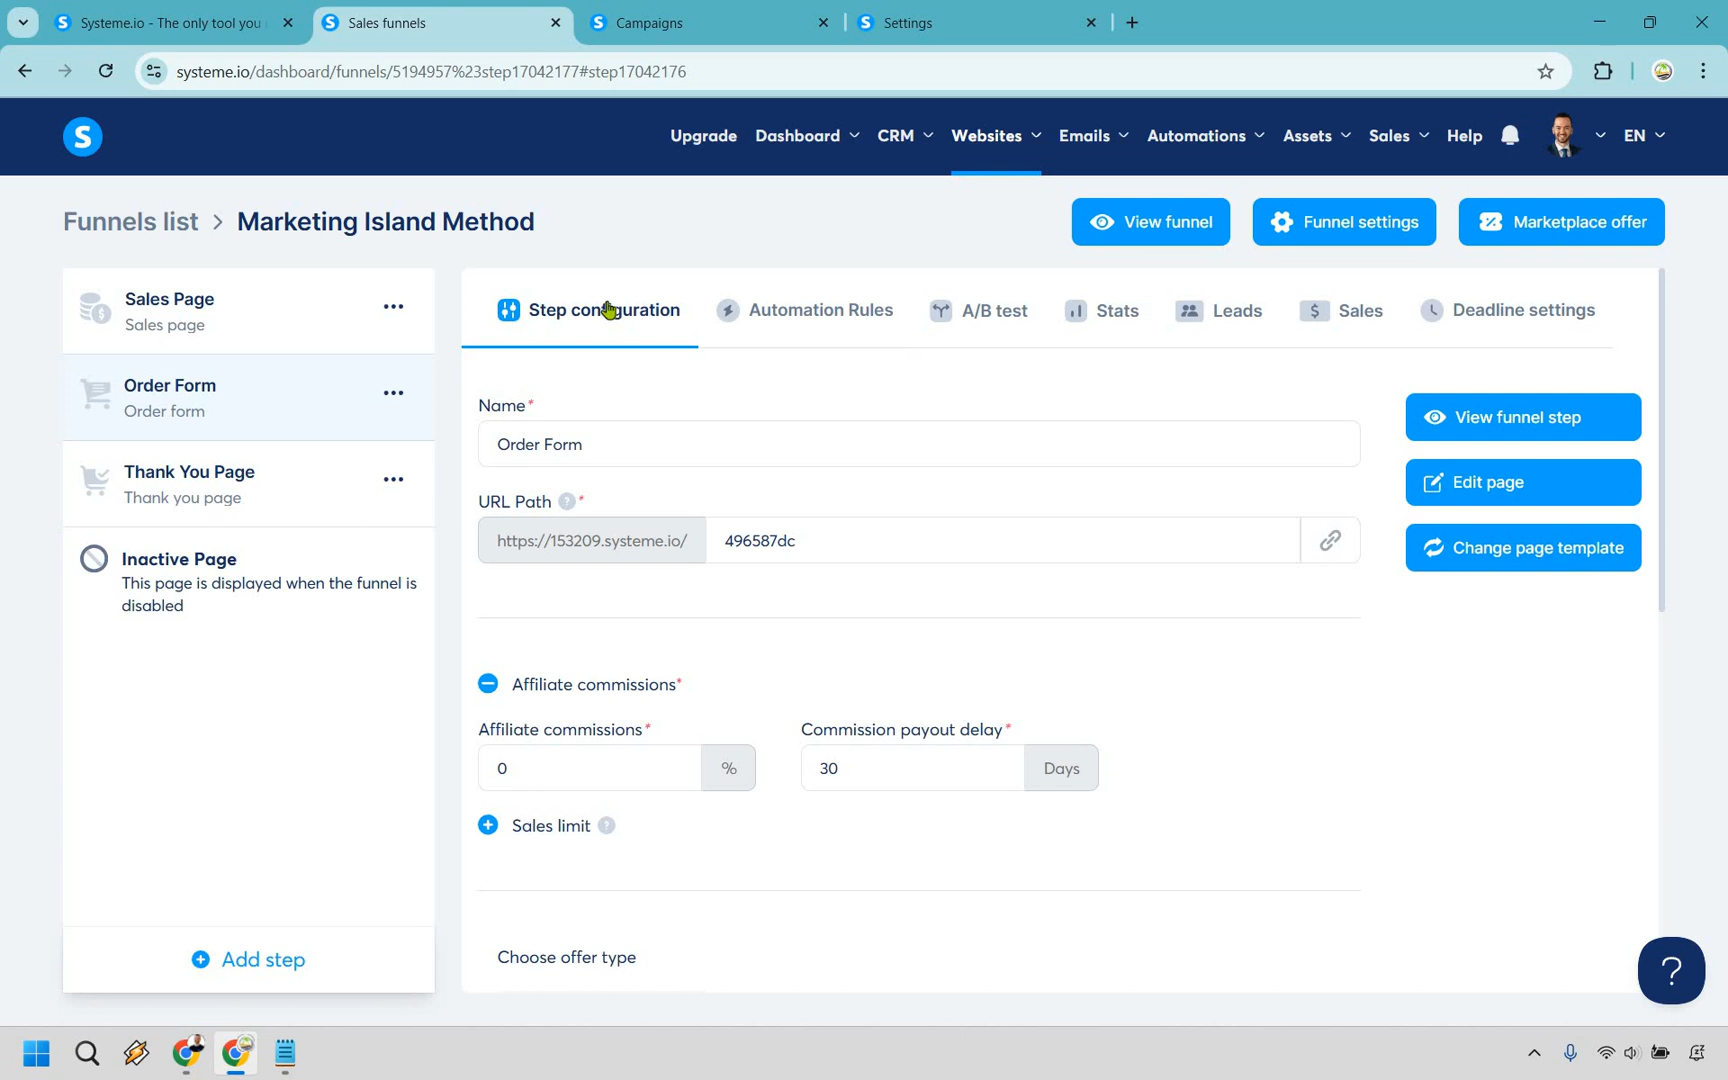 Systeme.io - The only tool you
Sales funnels
Campaigns
Settings
systeme.io/dashboard/funnels/5194957%23step17042177#step17042176
S
Upgrade
Dashboard
CRM
Websites
Emails
Automations
Assets
Sales
Help
EN
Funnels list > Marketing Island Method
View funnel
Funnel settings
Marketplace offer
Sales Page
Sales page
Order Form
Order form
Thank You Page
Thank you page
Inactive Page
This page is displayed when the funnel is
disabled
Add step
Step configuration
Automation Rules
A/B test
Stats
Leads
Sales
Deadline settings
Name*
Order Form
URL Path ? *
https://153209.systeme.io/
496587dc
View funnel step
Edit page
Change page template
Affiliate commissions*
Affiliate commissions*
Commission payout delay*
0 %
30 Days
Sales limit ?
Choose offer type
?